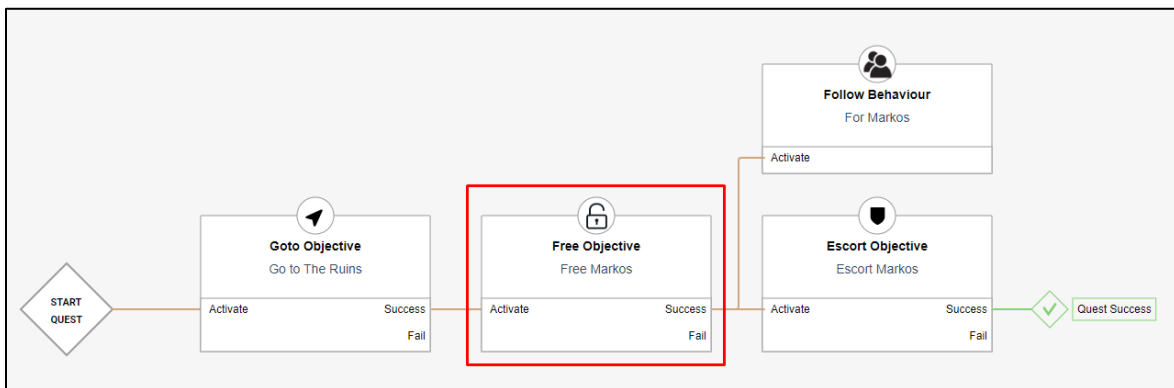 START
QUEST
Goto Objective
Go to The Ruins
Activate
Success
Fail
Free Objective
Free Markos
Activate
Success
Fail
Follow Behaviour
For Markos
Activate
Escort Objective
Escort Markos
Activate
Success
Fail
Quest Success